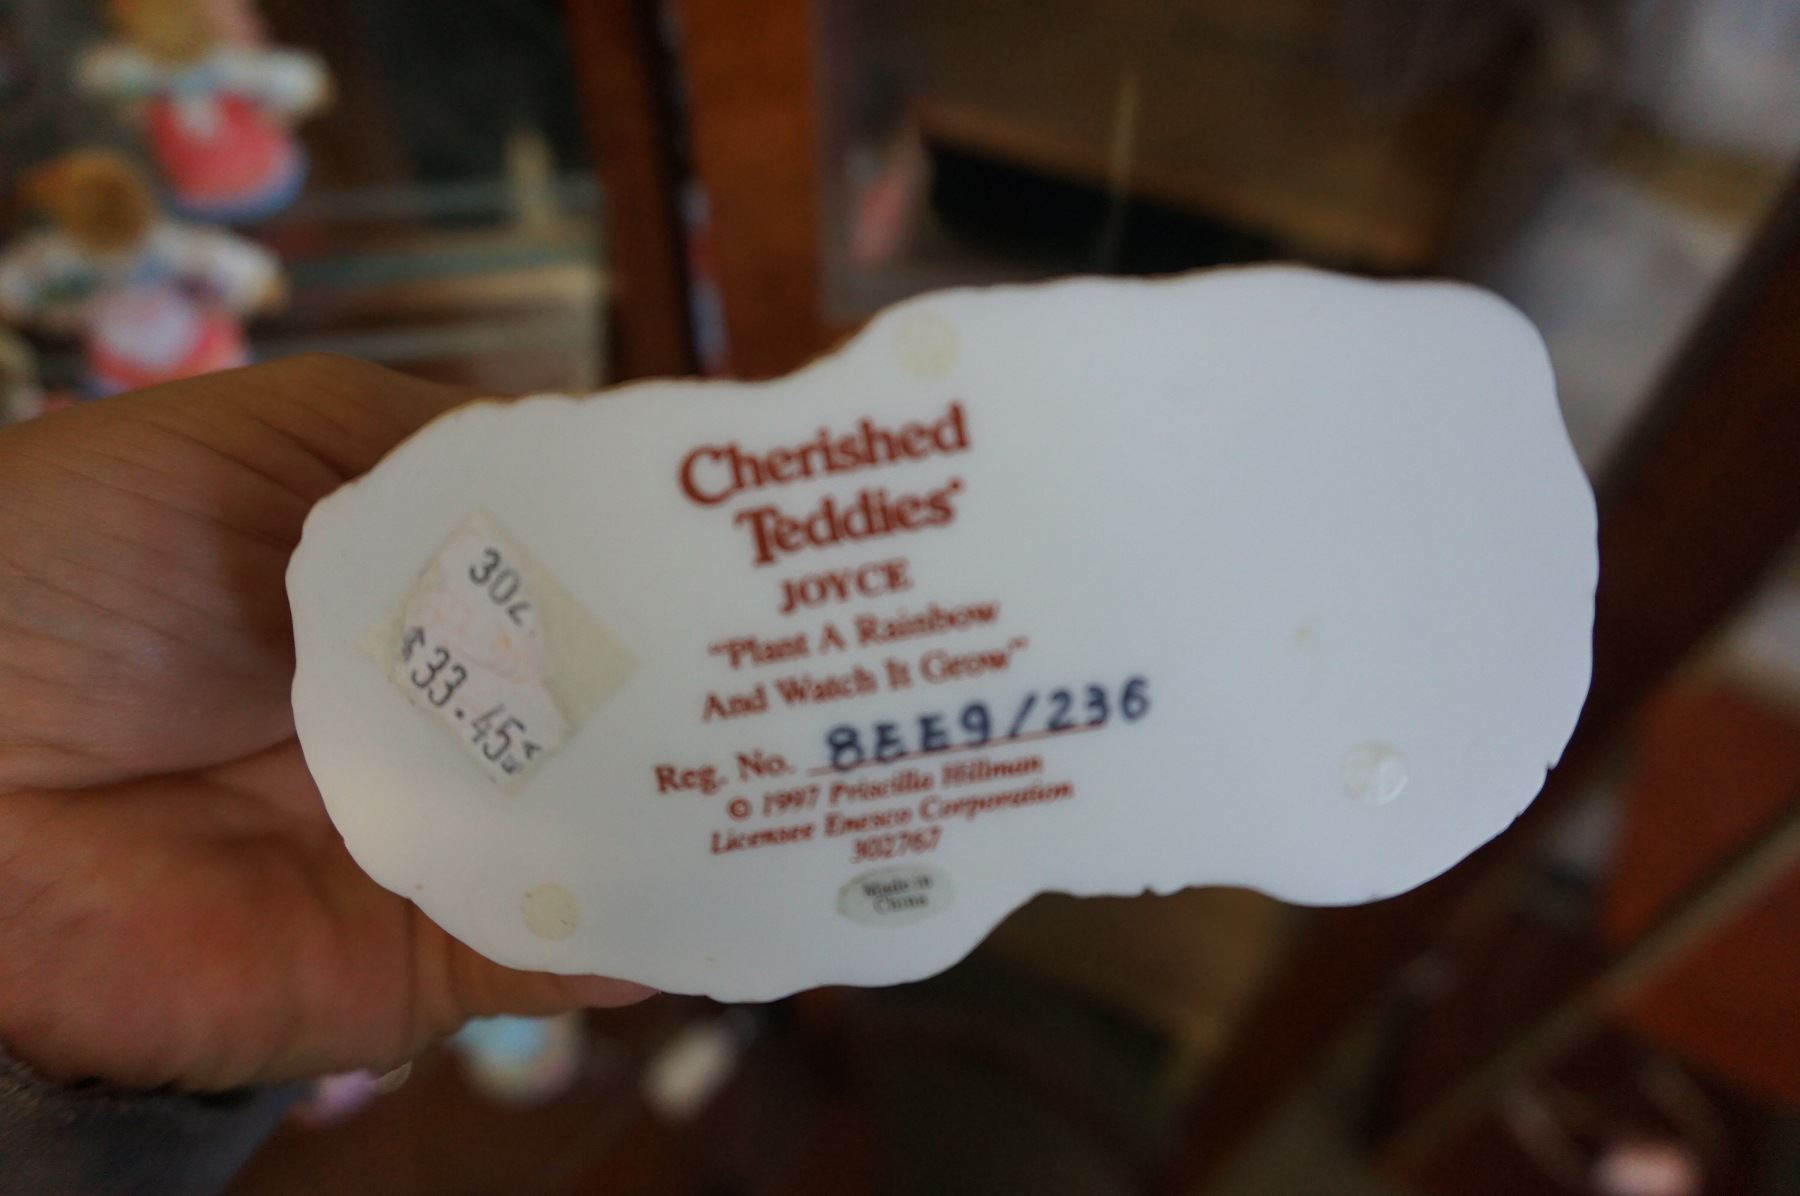 Cherished
Teddies
JOYCE
"Plant A Rainbow
And Watch It Grow"
Reg. No. 8EE9/236
© 1997 Priscilla Hillman
Licensee Enesco Corporation
302767
Made in
China
302
$33.45